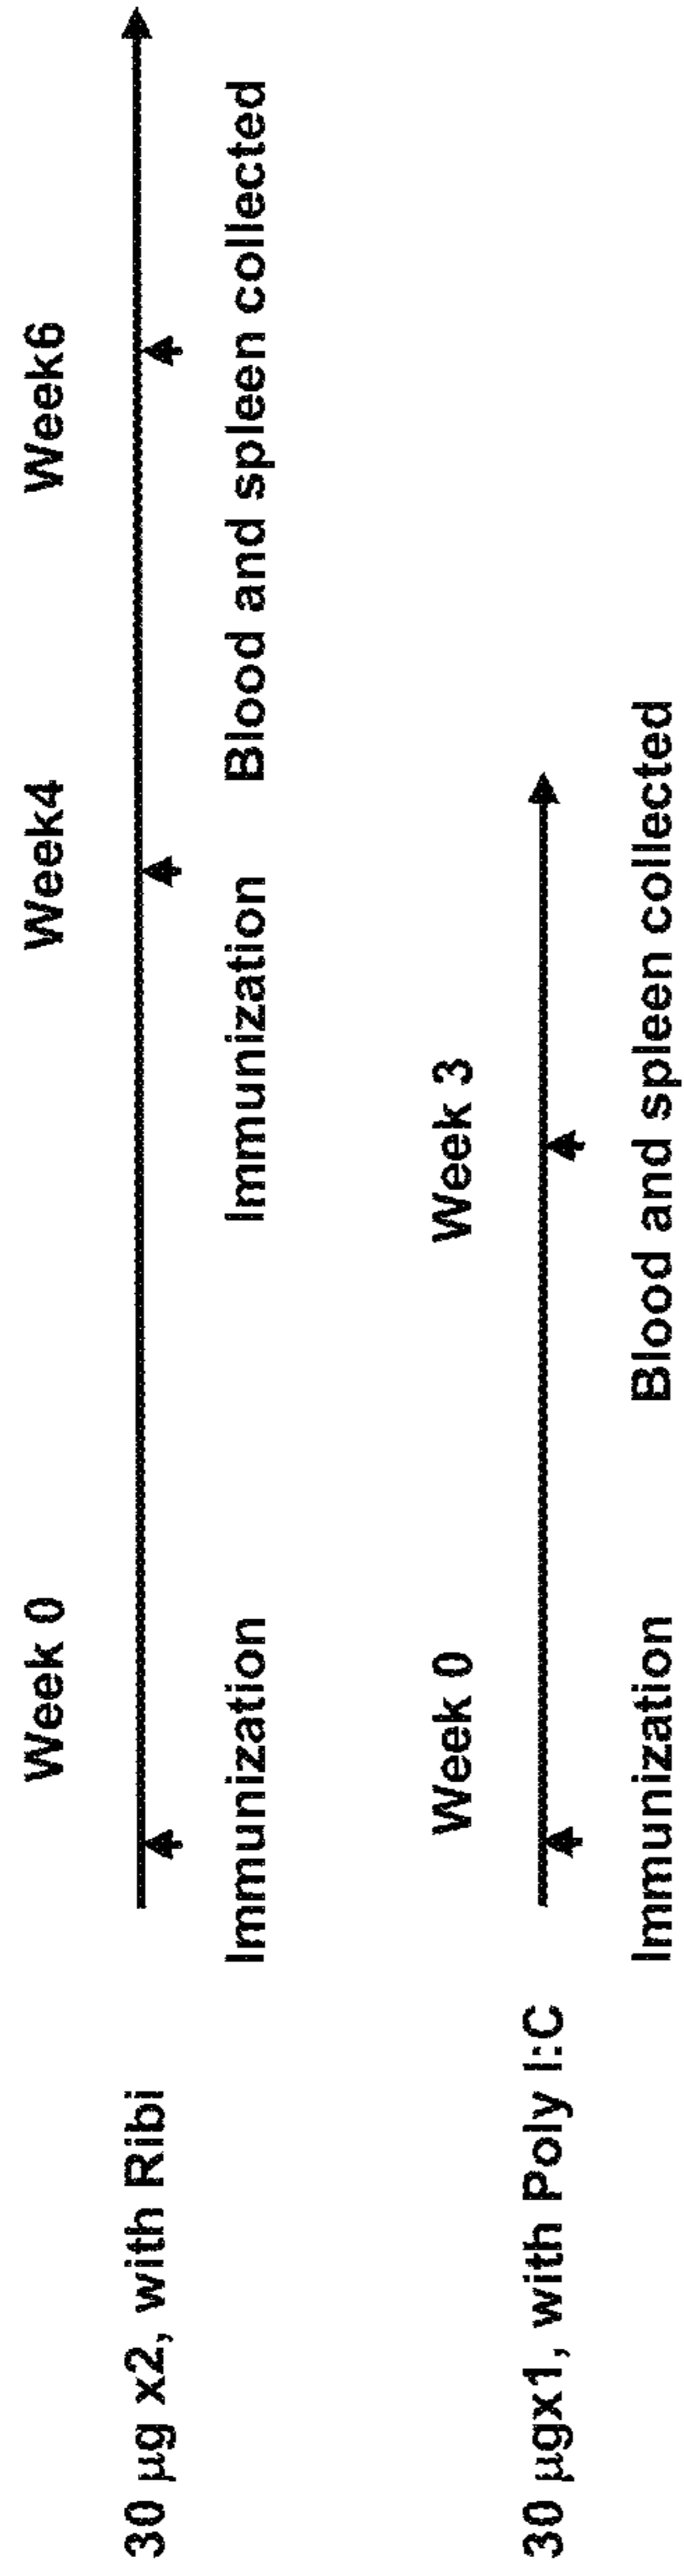 Week 0
Week4
Week6
30 µg x2, with Ribi
Immunization
Immunization
Blood and spleen collected
Week 0
Week 3
30 µgx1, with Poly I:C
Immunization
Blood and spleen collected